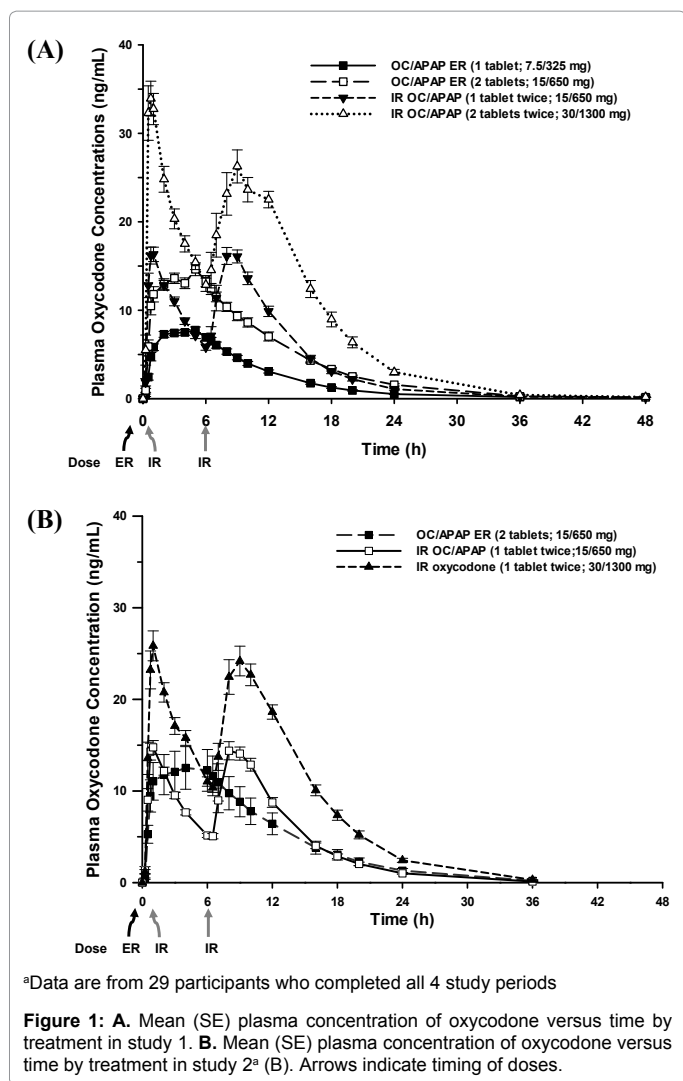 (A)
OC/APAP ER (1 tablet; 7.5/325 mg)
OC/APAP ER (2 tablets; 15/650 mg)
IR OC/APAP (1 tablet twice; 15/650 mg)
IR OC/APAP (2 tablets twice; 30/1300 mg)
Plasma Oxycodone Concentrations (ng/mL)
40
30
20
10
0
0 6 12 18 24 30 36 42 48
Time (h)
Dose ER IR IR
(B)
OC/APAP ER (2 tablets; 15/650 mg)
IR OC/APAP (1 tablet twice;15/650 mg)
IR oxycodone (1 tablet twice; 30/1300 mg)
Plasma Oxycodone Concentration (ng/mL)
40
30
20
10
0
0 6 12 18 24 30 36 42 48
Time (h)
Dose ER IR IR
aData are from 29 participants who completed all 4 study periods
Figure 1: A. Mean (SE) plasma concentration of oxycodone versus time by
treatment in study 1. B. Mean (SE) plasma concentration of oxycodone versus
time by treatment in study 2a (B). Arrows indicate timing of doses.